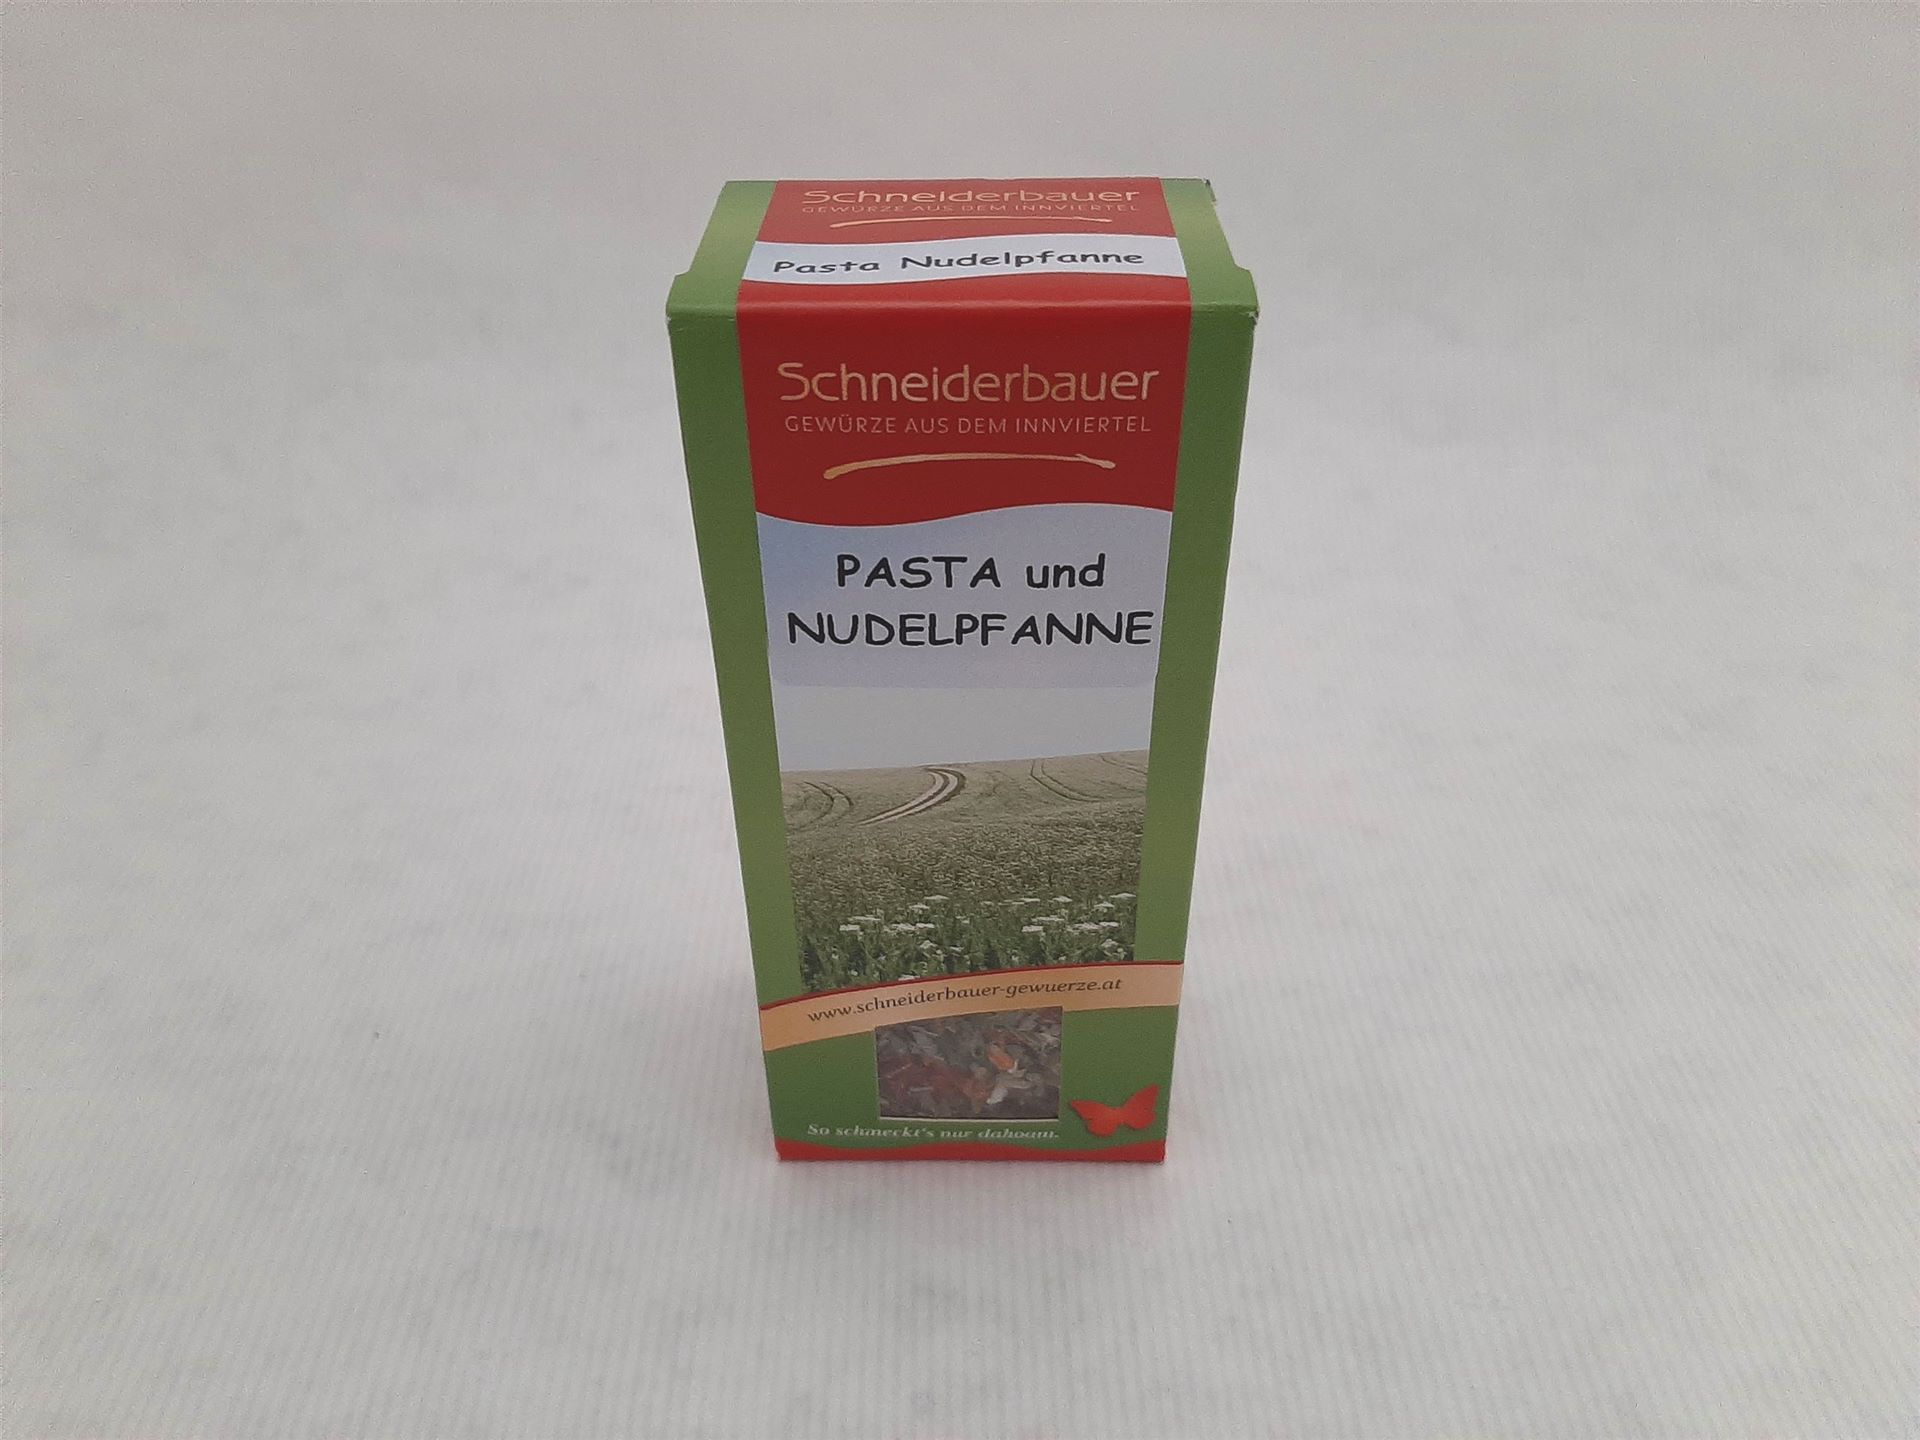 Schneiderbauer
GEWÜRZE AUS DEM INNVIERTEL
Pasta Nudelpfanne
Schneiderbauer
GEWÜRZE AUS DEM INNVIERTEL
PASTA und
NUDELPFANNE
www.schneiderbauer-gewuerze.at
So schmeckt's nur dahoam.